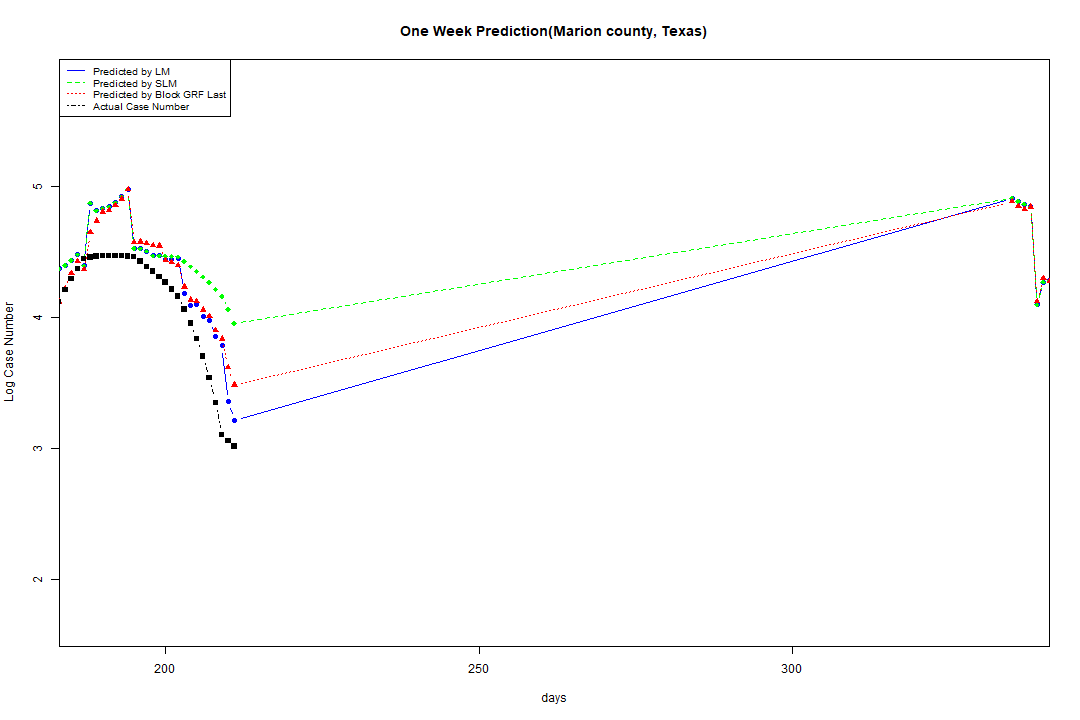 One Week Prediction(Marion county, Texas)
Predicted by LM
Predicted by SLM
Predicted by Block GRF Last
Actual Case Number
5
4
3
2
Log Case Number
200 250 300
days